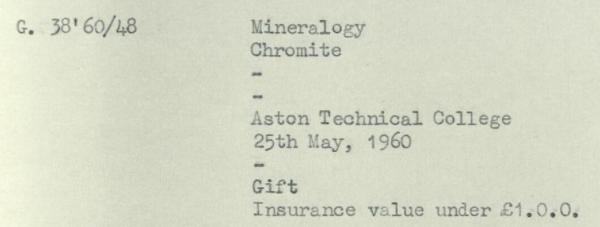 G. 38'60/48 Mineralogy
Chromite
-
-
Aston Technical College
25th May, 1960
-
Gift
Insurance value under £1.0.0.